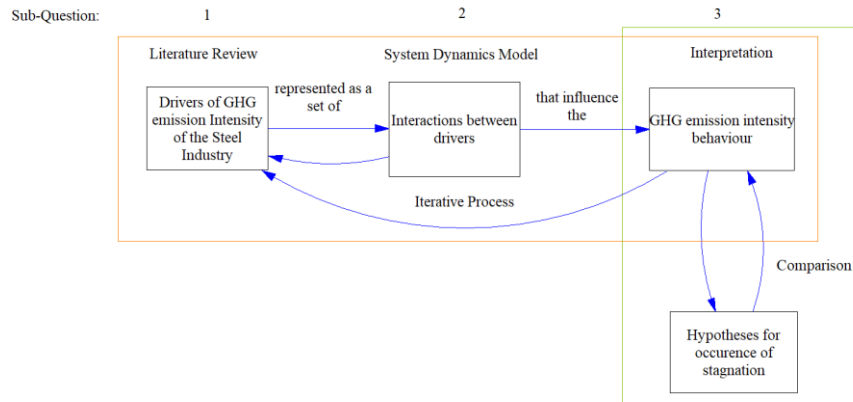 Sub-Question: 1 2 3
Literature Review System Dynamics Model Interpretation
represented as a
set of
that influence
the
Drivers of GHG
emission Intensity
of the Steel
Industry
Interactions between
drivers
GHG emission intensity
behaviour
Iterative Process
Comparison
Hypotheses for
occurence of
stagnation